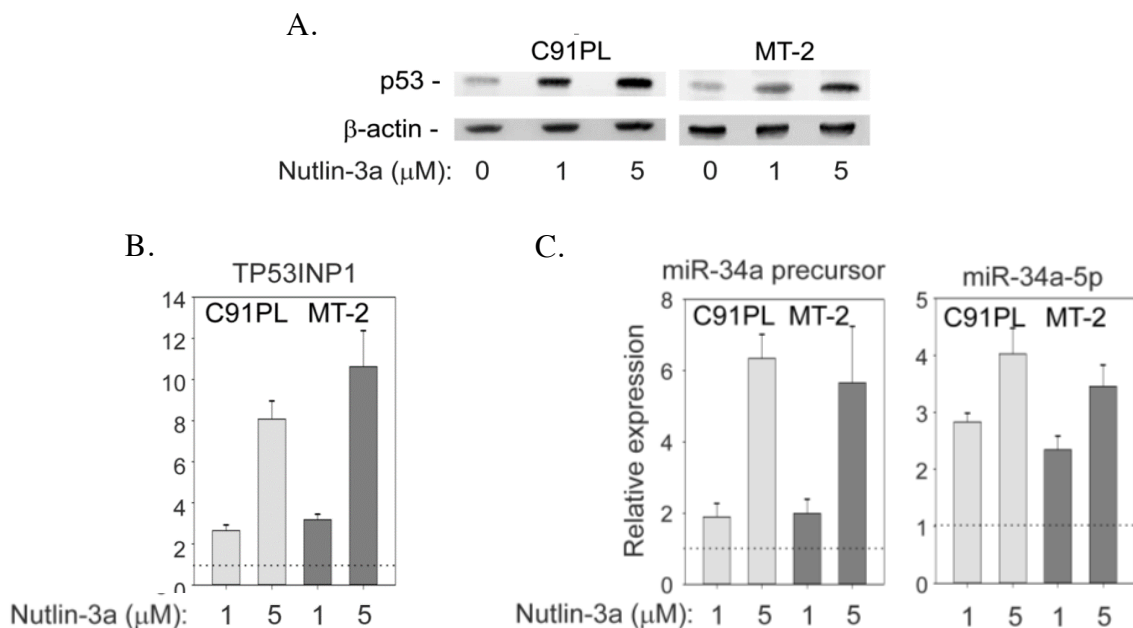 A.
C91PL MT-2
p53 -
β-actin -
Nutlin-3a (μM): 0 1 5 0 1 5
B.
TP53INP1
14
12
10
8
6
4
2
0
C91PL MT-2
Nutlin-3a (μM): 1 5 1 5
C.
miR-34a precursor
Relative expression
8
6
4
2
0
C91PL MT-2
miR-34a-5p
5
4
3
2
1
0
C91PL MT-2
Nutlin-3a (μM): 1 5 1 5 1 5 1 5